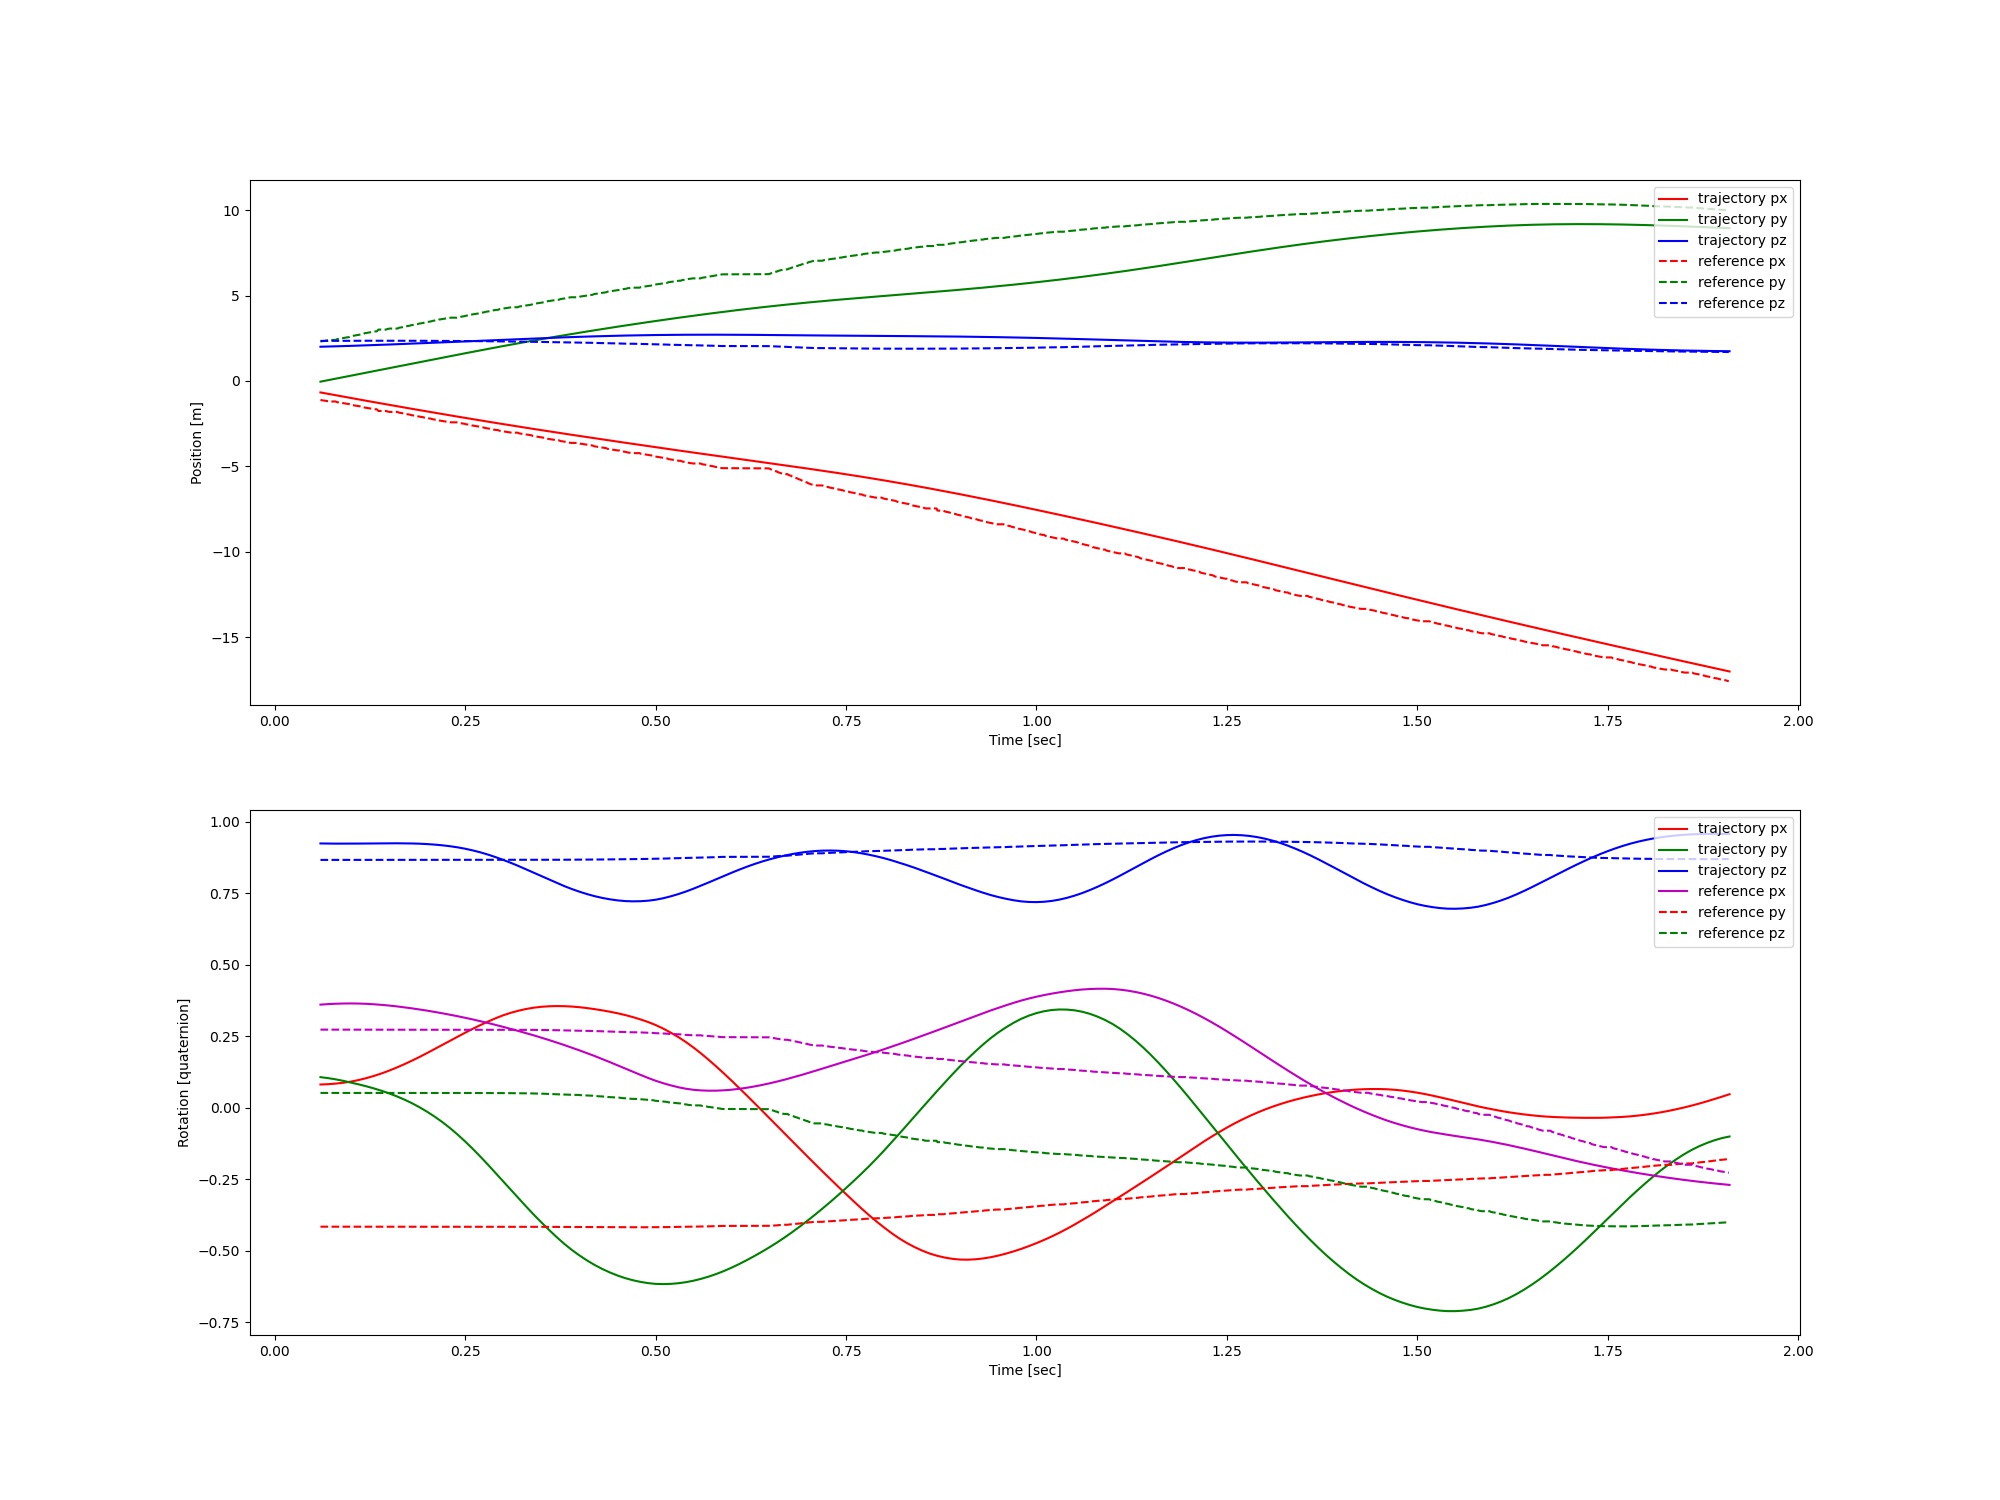 10
5
0
−5
−10
−15
Position [m]
trajectory px
trajectory py
trajectory pz
reference px
reference py
reference pz
0.00 0.25 0.50 0.75 1.00 1.25 1.50 1.75 2.00
Time [sec]
1.00
0.75
0.50
0.25
0.00
−0.25
−0.50
−0.75
Rotation [quaternion]
trajectory px
trajectory py
trajectory pz
reference px
reference py
reference pz
0.00 0.25 0.50 0.75 1.00 1.25 1.50 1.75 2.00
Time [sec]